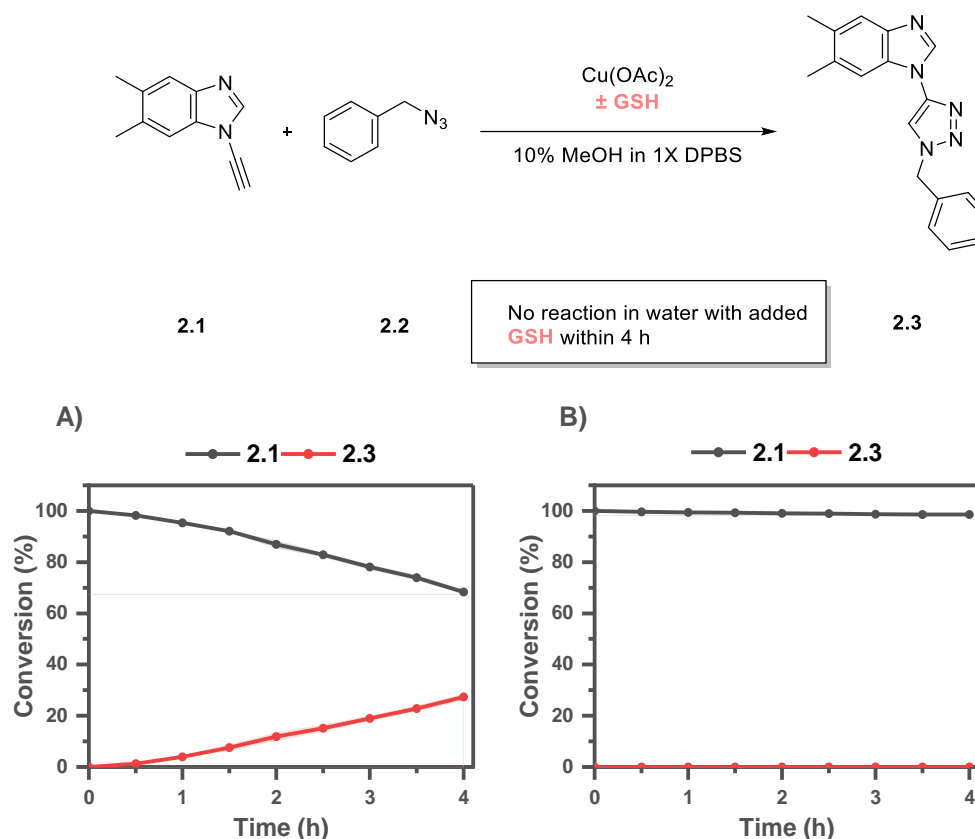 N
N
N
N
N
N
N3
+
Cu(OAc)2
± GSH
10% MeOH in 1X DPBS
N
N
2.1
2.2
No reaction in water with added
GSH within 4 h
2.3
A)
2.1 2.3
Conversion (%)
100
80
60
40
20
0
0 1 2 3 4
Time (h)
B)
2.1 2.3
Conversion (%)
100
80
60
40
20
0
0 1 2 3 4
Time (h)